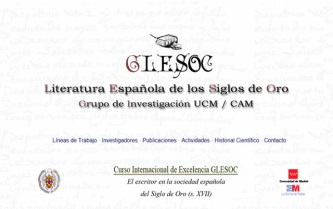 GLESOC
Literatura Española de los Siglos de Oro
Grupo de Investigación UCM / CAM
Líneas de Trabajo · Investigadores · Publicaciones · Actividades · Historial Científico · Contacto
Curso Internacional de Excelencia GLESOC
El escritor en la sociedad española
del Siglo de Oro (s. XVII)
Comunidad de Madrid